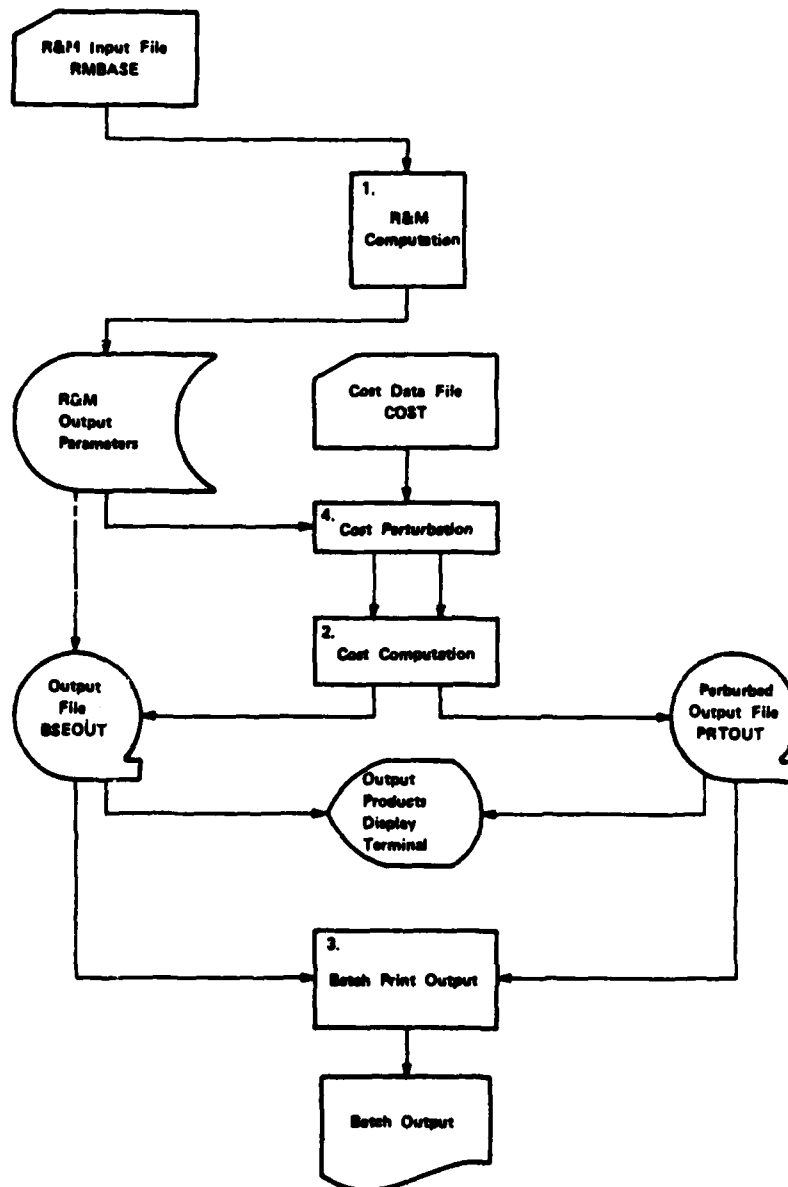 R&M Input File
RMBASE
1.
R&M
Computation
R&M
Output
Parameters
Cost Data File
COST
4.
Cost Perturbation
2.
Cost Computation
Output
File
BSEOUT
Perburbed
Output File
PRTOUT
Output
Products
Display
Terminal
3.
Batch Print Output
Batch Output